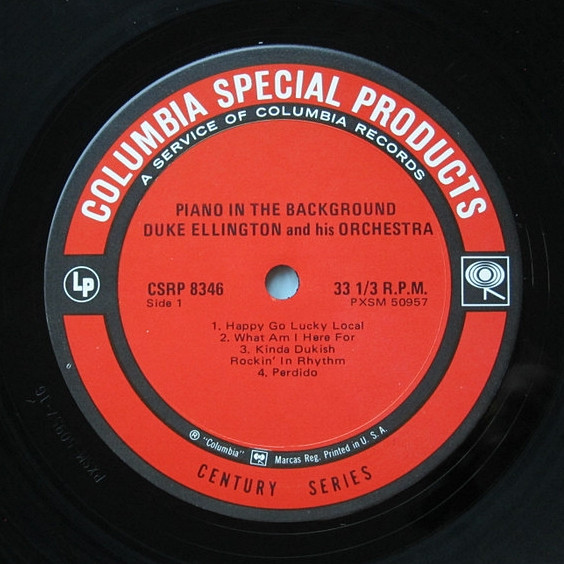 COLUMBIA SPECIAL PRODUCTS
A SERVICE OF COLUMBIA RECORDS
PIANO IN THE BACKGROUND
DUKE ELLINGTON and his ORCHESTRA
Lp
CSRP 8346
33 1/3 R.P.M.
Side 1
PXSM 50957
1. Happy Go Lucky Local
2. What Am I Here For
3. Kinda Dukish
Rockin' In Rhythm
4. Perdido
® "Columbia" Marcas Reg. Printed in U. S. A.
CENTURY SERIES